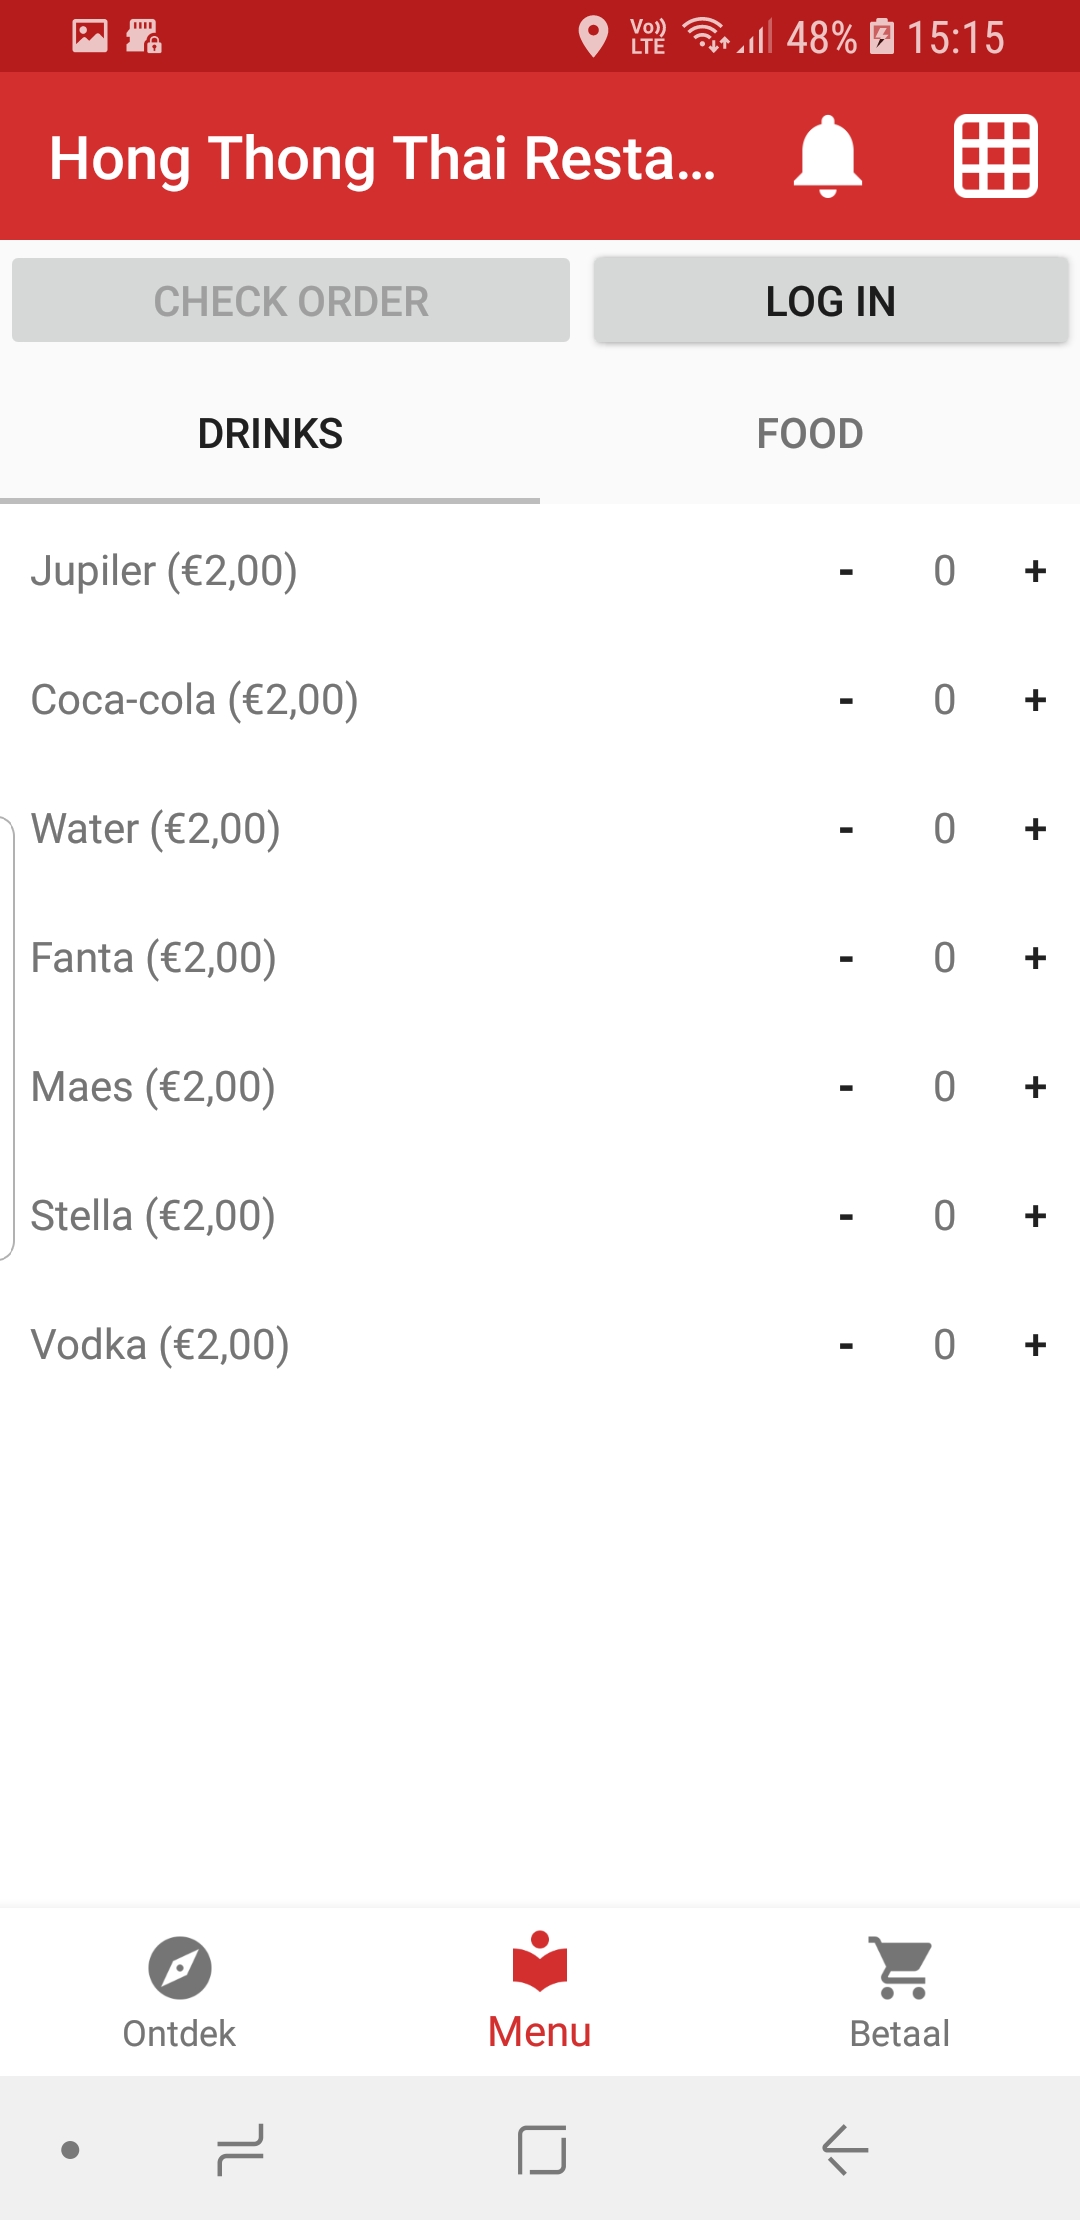 Vo)) LTE 48% 15:15
Hong Thong Thai Resta...
CHECK ORDER LOG IN
DRINKS FOOD
Jupiler (€2,00) - 0 +
Coca-cola (€2,00) - 0 +
Water (€2,00) - 0 +
Fanta (€2,00) - 0 +
Maes (€2,00) - 0 +
Stella (€2,00) - 0 +
Vodka (€2,00) - 0 +
Ontdek Menu Betaal